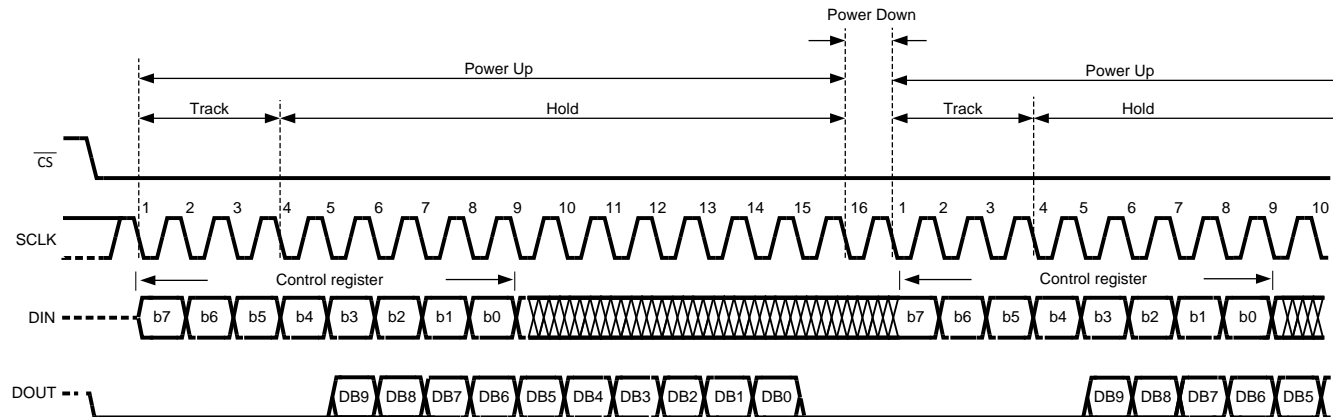 Power Down
Power Up
Power Up
Track Hold Track Hold
CS
1 2 3 4 5 6 7 8 9 10 11 12 13 14 15 16 1 2 3 4 5 6 7 8 9 10
SCLK
Control register Control register
DIN b7 b6 b5 b4 b3 b2 b1 b0 b7 b6 b5 b4 b3 b2 b1 b0
DOUT DB9 DB8 DB7 DB6 DB5 DB4 DB3 DB2 DB1 DB0 DB9 DB8 DB7 DB6 DB5